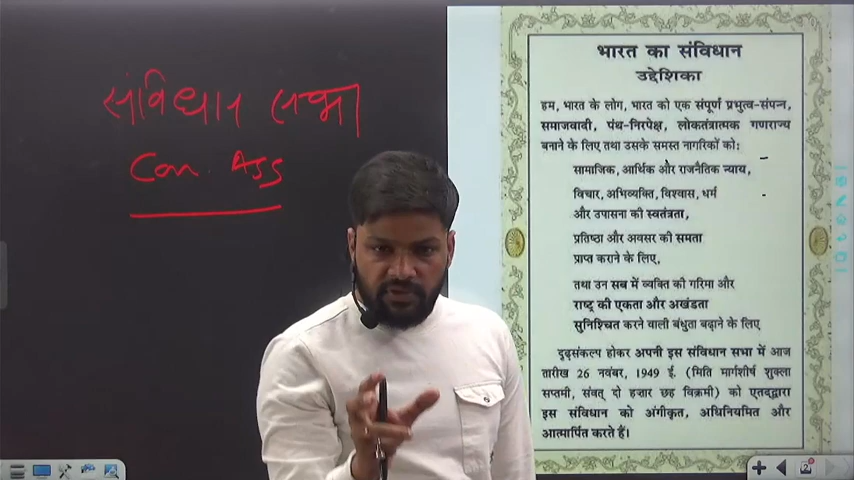 संविधान सभा
Con. Ass
भारत का संविधान
उद्देशिका
हम, भारत के लोग, भारत को एक संपूर्ण प्रभुत्व-संपन्न,
समाजवादी, पंथ-निरपेक्ष, लोकतंत्रात्मक गणराज्य
बनाने के लिए तथा उसके समस्त नागरिकों को:
सामाजिक, आर्थिक और राजनैतिक न्याय,
विचार, अभिव्यक्ति, विश्वास, धर्म
और उपासना की स्वतंत्रता,
प्रतिष्ठा और अवसर की समता
प्राप्त कराने के लिए,
तथा उन सब में व्यक्ति की गरिमा और
राष्ट्र की एकता और अखंडता
सुनिश्चित करने वाली बंधुता बढ़ाने के लिए
दृढ़संकल्प होकर अपनी इस संविधान सभा में आज
तारीख 26 नवंबर, 1949 ई. (मिति मार्गशीर्ष शुक्ला
सप्तमी, संवत् दो हज़ार छह विक्रमी) को एतद्द्वारा
इस संविधान को अंगीकृत, अधिनियमित और
आत्मार्पित करते हैं।
2